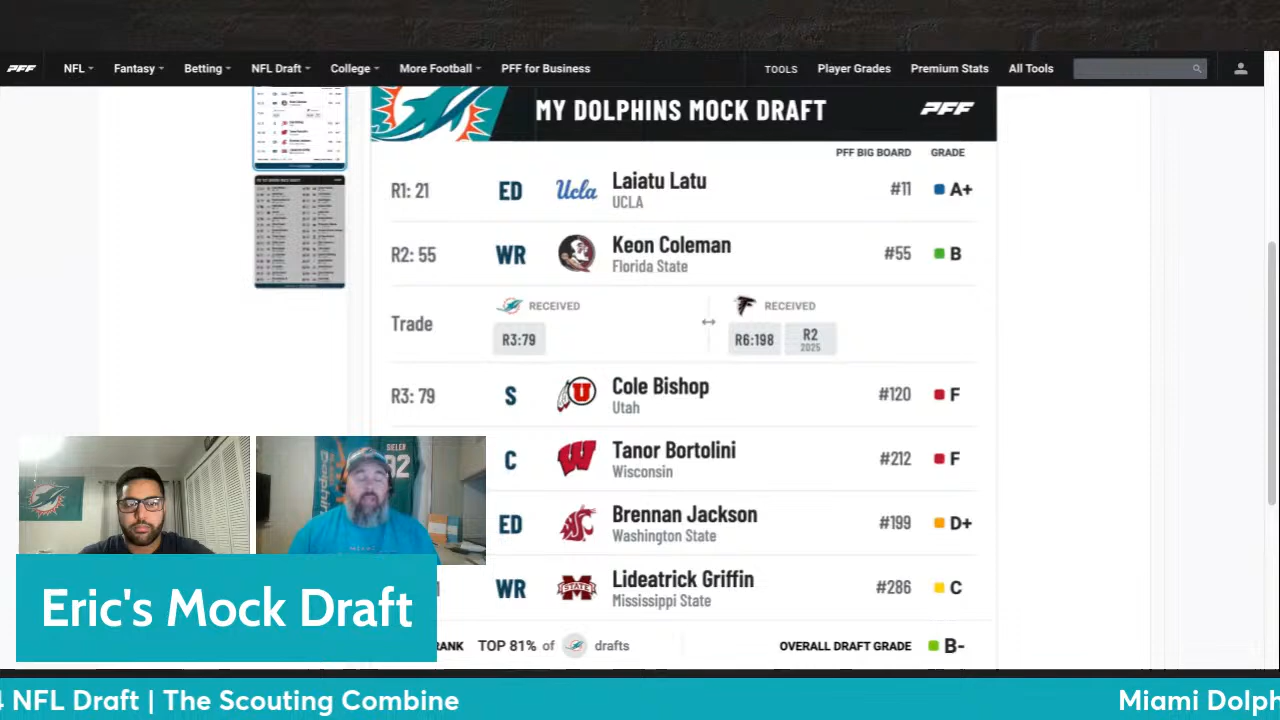 PFF NFL Fantasy Betting NFL Draft College More Football PFF for Business TOOLS Player Grades Premium Stats All Tools
MY DOLPHINS MOCK DRAFT PFF
PFF BIG BOARD GRADE
R1: 21 ED Ucla Laiatu Latu #11 A+
UCLA
R2: 55 WR Keon Coleman #55 B
Florida State
RECEIVED RECEIVED
Trade R3:79 R6:198 R2
2025
R3: 79 S Cole Bishop #120 F
Utah
C Tanor Bortolini #212 F
Wisconsin
ED Brennan Jackson #199 D+
Washington State
WR Lideatrick Griffin #286 C
Mississippi State
RANK TOP 81% of drafts OVERALL DRAFT GRADE B-
SIELER
92
Dolphins
Eric's Mock Draft
4 NFL Draft | The Scouting Combine Miami Dolph